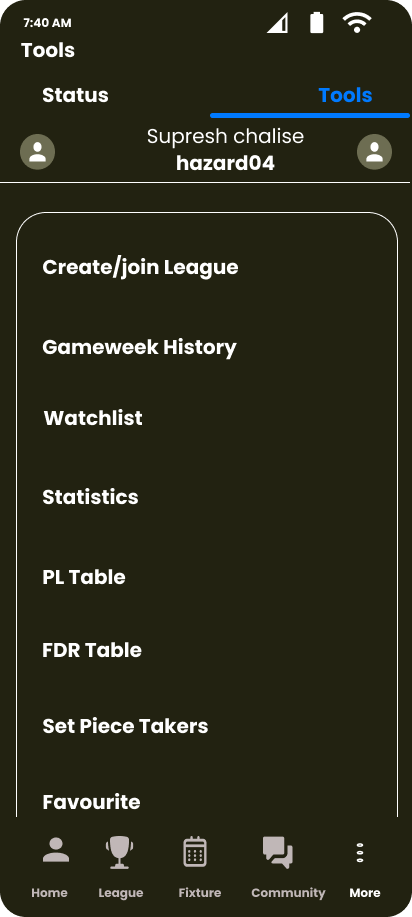 7:40 AM
Tools
Status
Tools
Supresh chalise
hazard04
Create/join League
Gameweek History
Watchlist
Statistics
PL Table
FDR Table
Set Piece Takers
Favourite
Home
League
Fixture
Community
More